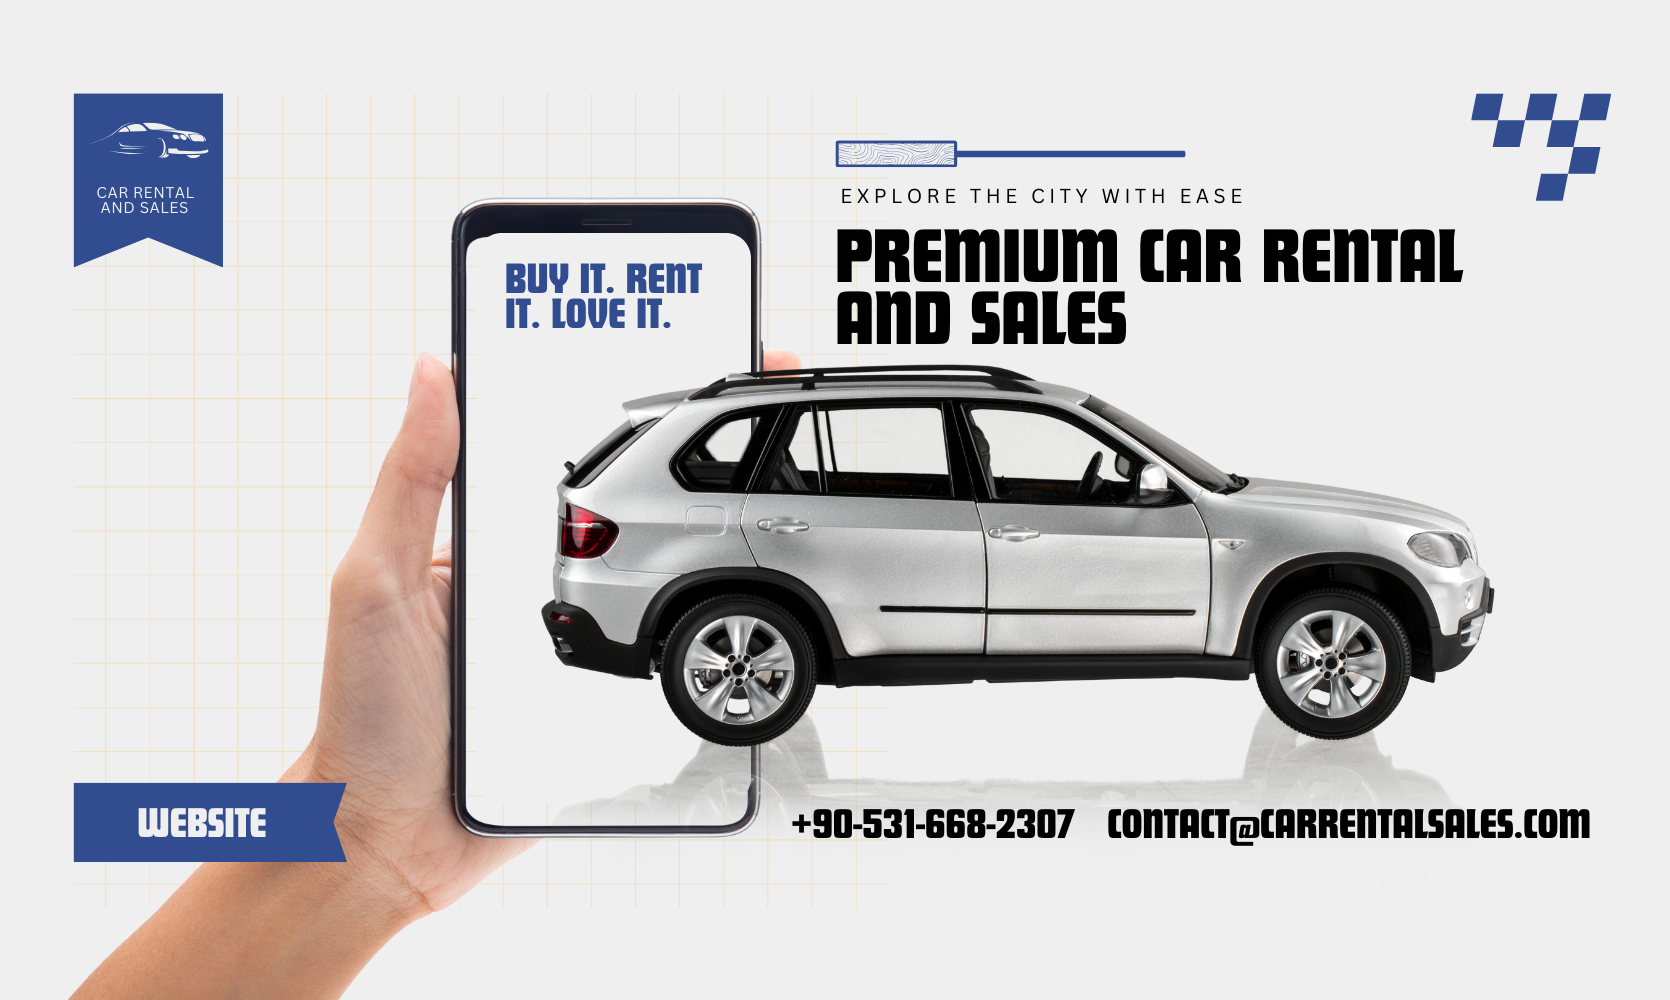 CAR RENTAL
AND SALES
EXPLORE THE CITY WITH EASE
PREMIUM CAR RENTAL
AND SALES
BUY IT. RENT
IT. LOVE IT.
WEBSITE
+90-531-668-2307
CONTACT@CARRENTALSALES.COM